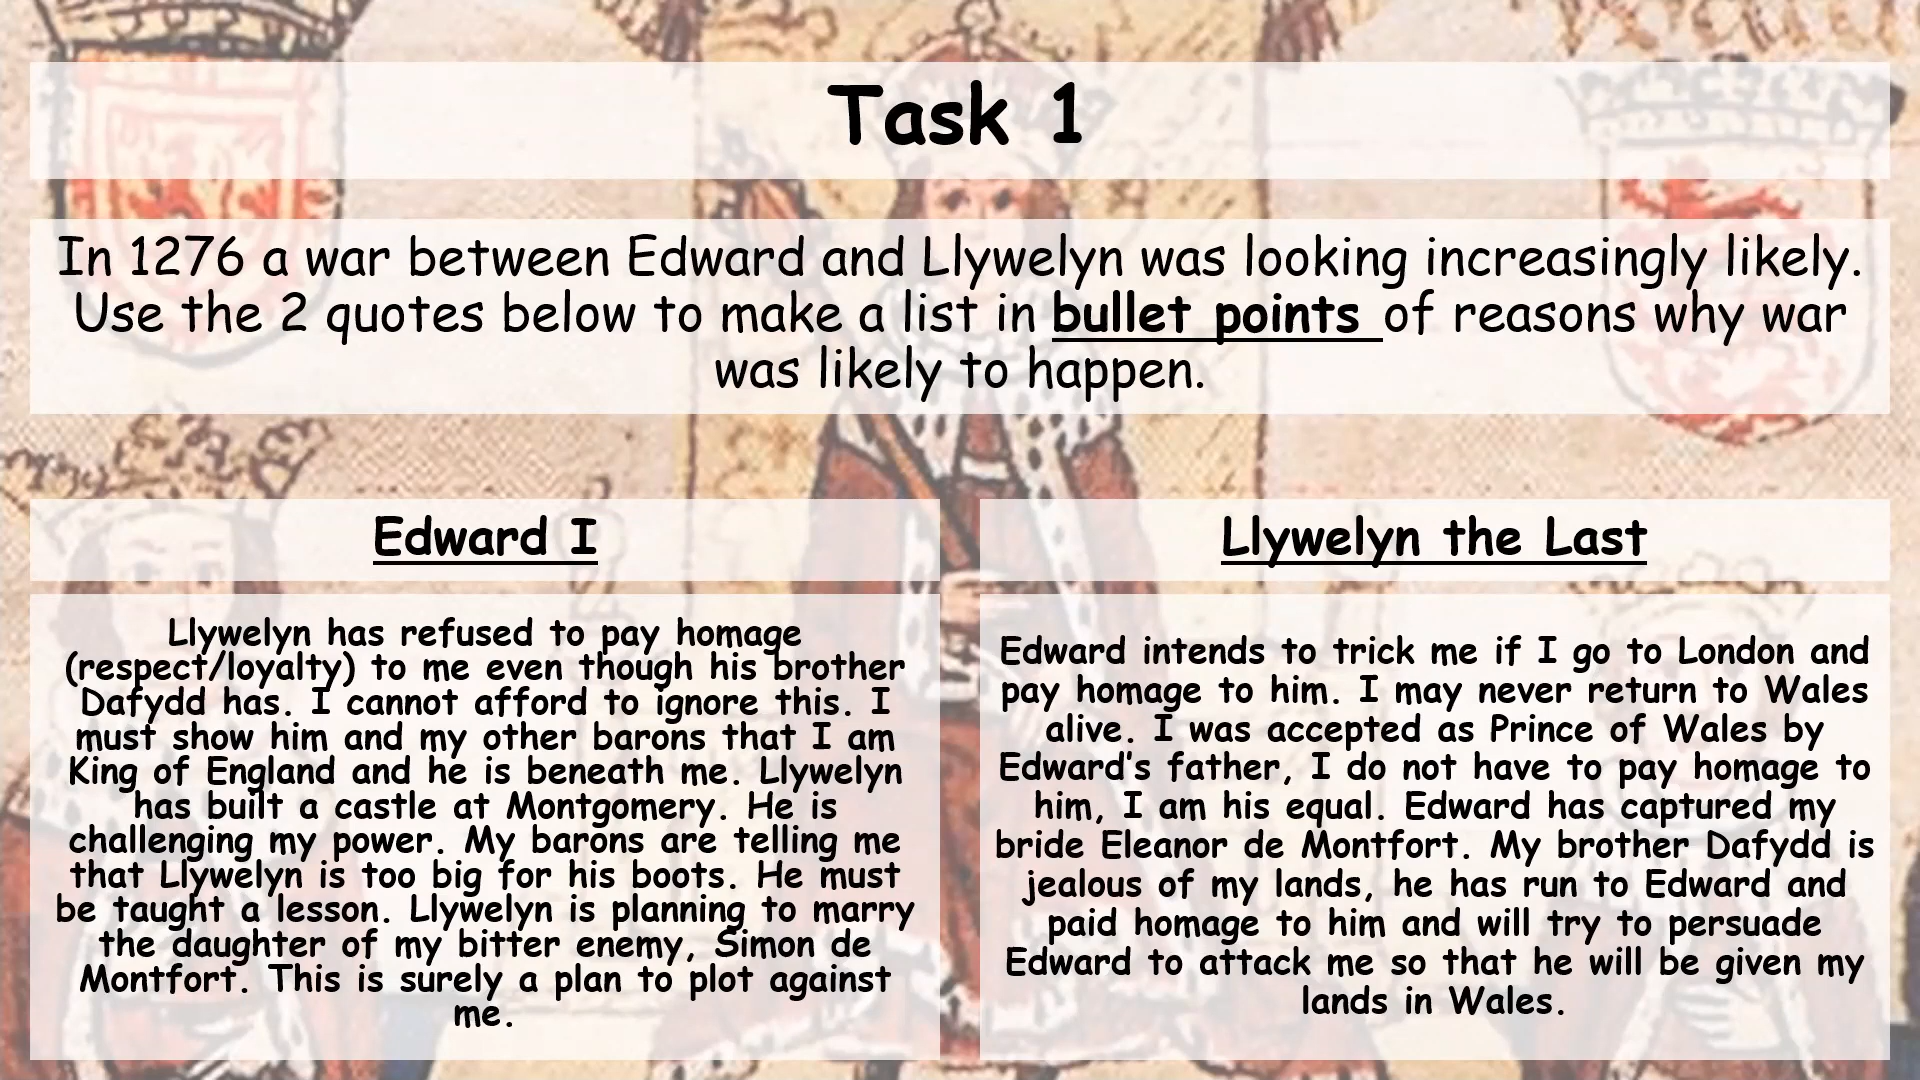 Task 1
In 1276 a war between Edward and Llywelyn was looking increasingly likely.
Use the 2 quotes below to make a list in bullet points of reasons why war
was likely to happen.
Edward I
Llywelyn has refused to pay homage
(respect/loyalty) to me even though his brother
Dafydd has. I cannot afford to ignore this. I
must show him and my other barons that I am
King of England and he is beneath me. Llywelyn
has built a castle at Montgomery. He is
challenging my power. My barons are telling me
that Llywelyn is too big for his boots. He must
be taught a lesson. Llywelyn is planning to marry
the daughter of my bitter enemy, Simon de
Montfort. This is surely a plan to plot against
me.
Llywelyn the Last
Edward intends to trick me if I go to London and
pay homage to him. I may never return to Wales
alive. I was accepted as Prince of Wales by
Edward's father, I do not have to pay homage to
him, I am his equal. Edward has captured my
bride Eleanor de Montfort. My brother Dafydd is
jealous of my lands, he has run to Edward and
paid homage to him and will try to persuade
Edward to attack me so that he will be given my
lands in Wales.